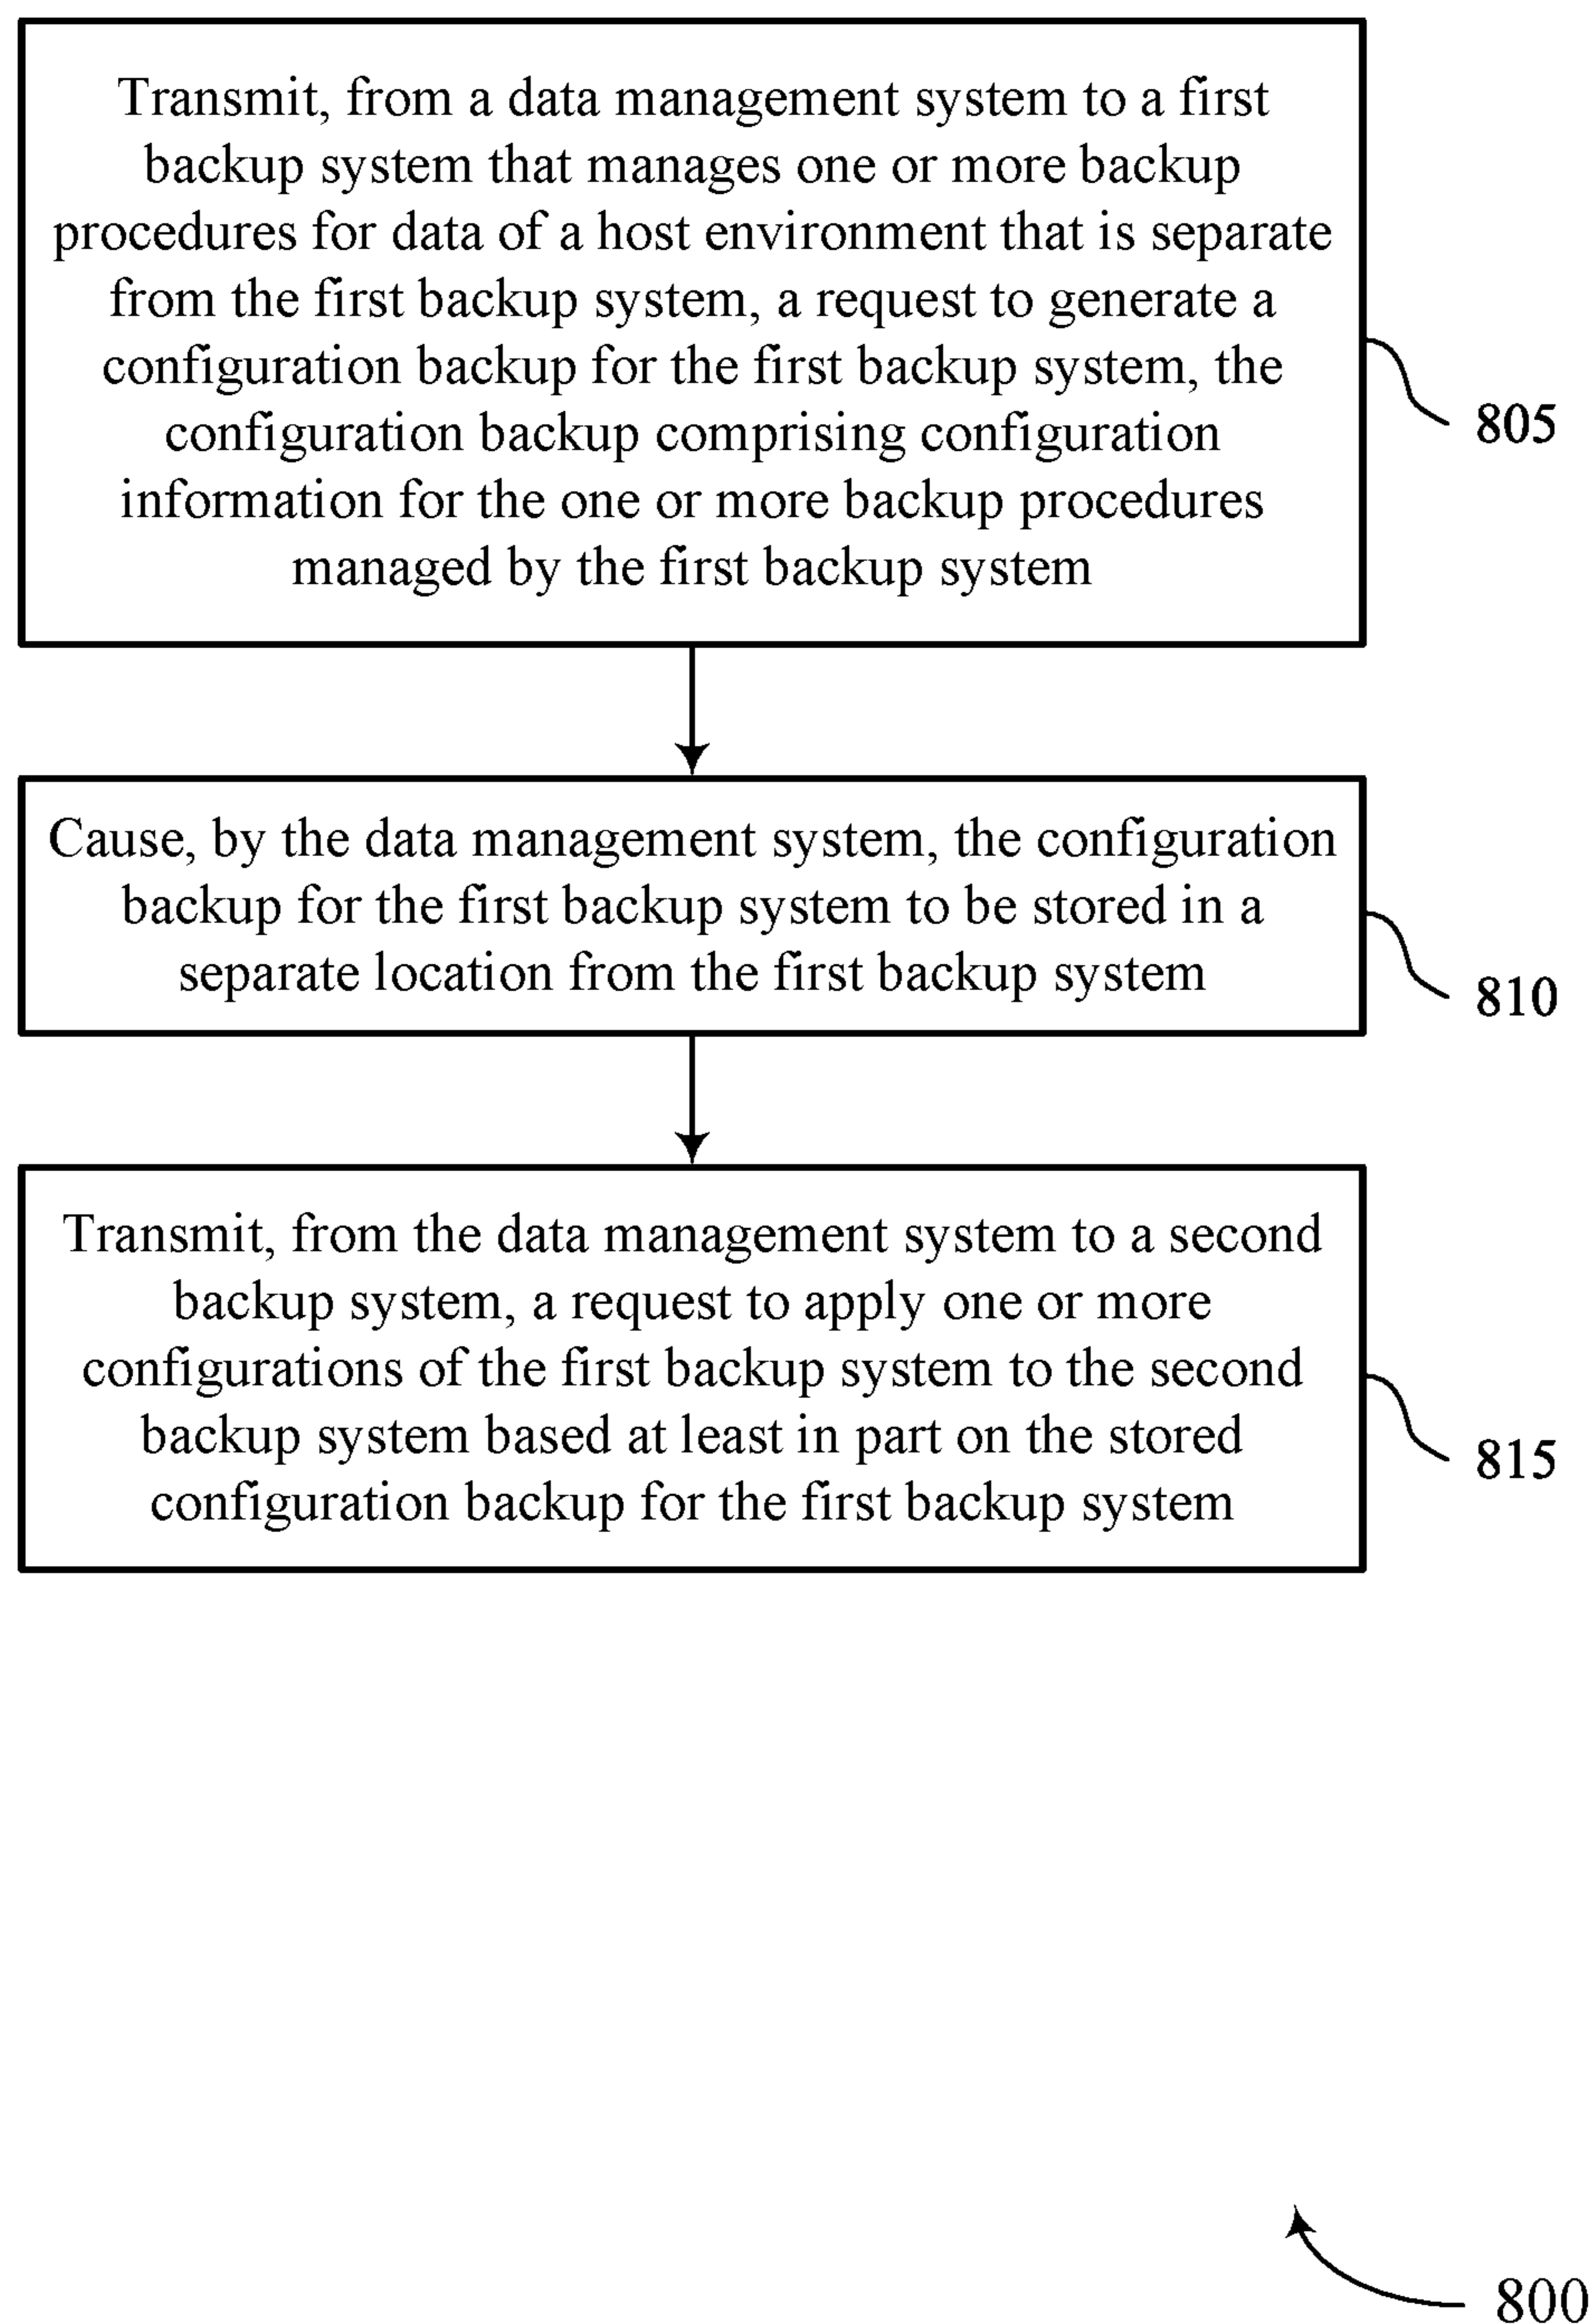 Transmit, from a data management system to a first
backup system that manages one or more backup
procedures for data of a host environment that is separate
from the first backup system, a request to generate a
configuration backup for the first backup system, the
configuration backup comprising configuration
information for the one or more backup procedures
managed by the first backup system
805
Cause, by the data management system, the configuration
backup for the first backup system to be stored in a
separate location from the first backup system
810
Transmit, from the data management system to a second
backup system, a request to apply one or more
configurations of the first backup system to the second
backup system based at least in part on the stored
configuration backup for the first backup system
815
800